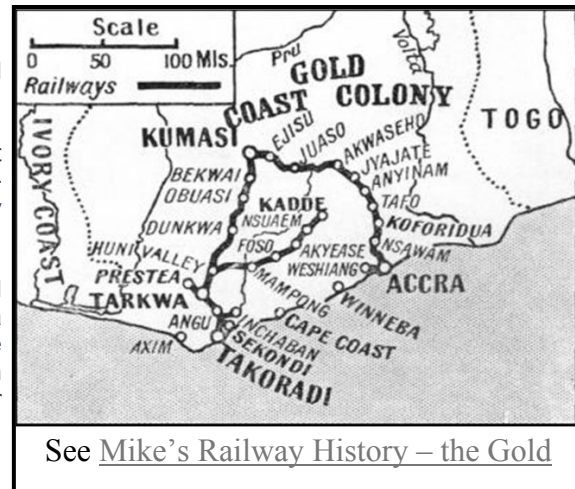 Scale
0 50 100 MLS.
Railways
Pru
Volta
GOLD
COAST COLONY
TOGO
IVORY COAST
KUMASI
EJISU
JUASO
AKWASEHO
JYAJATE
ANYINAM
TAFO
KOFORIDUA
NSAWAM
ACCRA
BEKWAI
OBUASI
KADDE
DUNKWA
NSUAEM
FOSO
AKYEASE
WESHIANG
HUNI VALLEY
PRESTEA
TARKWA
MAMPONG
WINNEBA
CAPE COAST
ANGU
INCHABAN
SEKONDI
AXIM
TAKORADI
See Mike's Railway History – the Gold